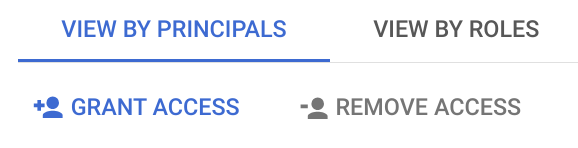 VIEW BY PRINCIPALS VIEW BY ROLES
GRANT ACCESS REMOVE ACCESS